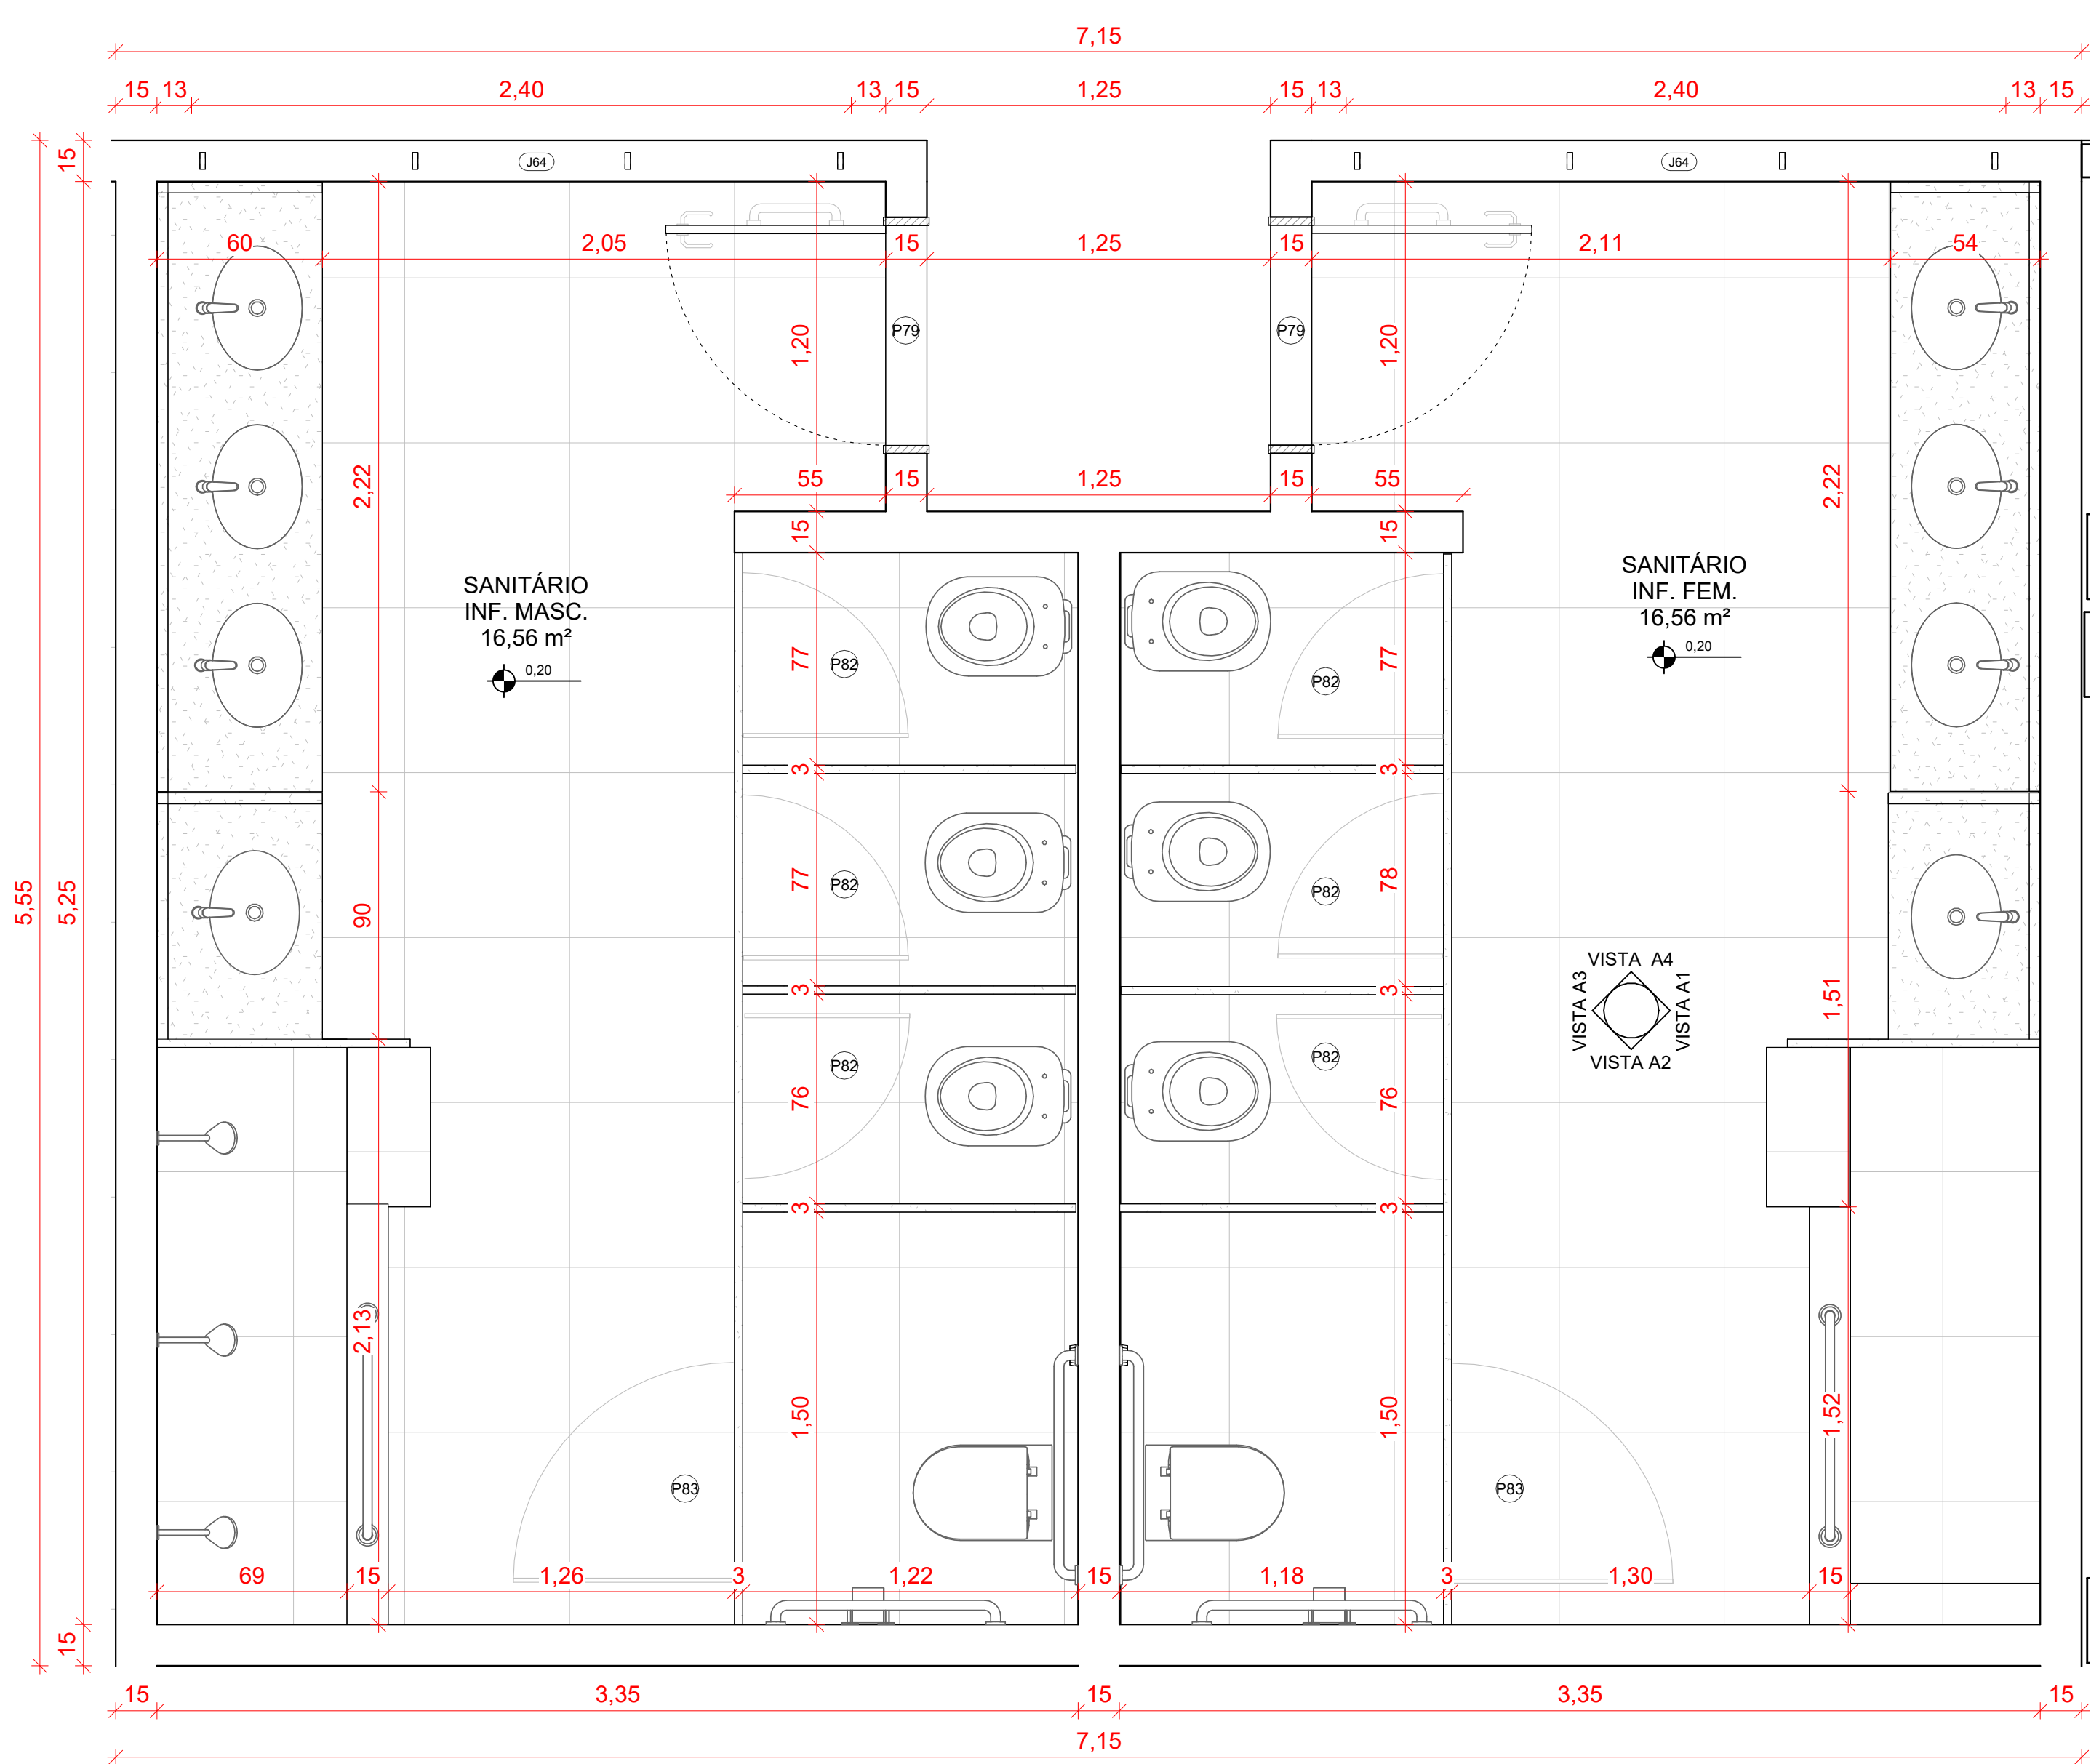 7,15
15 13 2,40 13 15 1,25 15 13 2,40 13 15
15
J64
J64
60 2,05 15 1,25 15 2,11 54
P79
P79
1,20
1,20
55 15 1,25 15 55
2,22
15
15
2,22
SANITÁRIO
INF. MASC.
16,56 m²
0,20
SANITÁRIO
INF. FEM.
16,56 m²
0,20
77
P82
P82
77
3
3
5,55
5,25
90
77
P82
P82
78
3
3
VISTA A4
VISTA A3
VISTA A1
VISTA A2
1,51
P82
P82
76
76
3
3
2,13
1,50
1,50
1,52
P83
P83
69 15 1,26 3 1,22 15 1,18 3 1,30 15
15
15 3,35 15 3,35 15
7,15